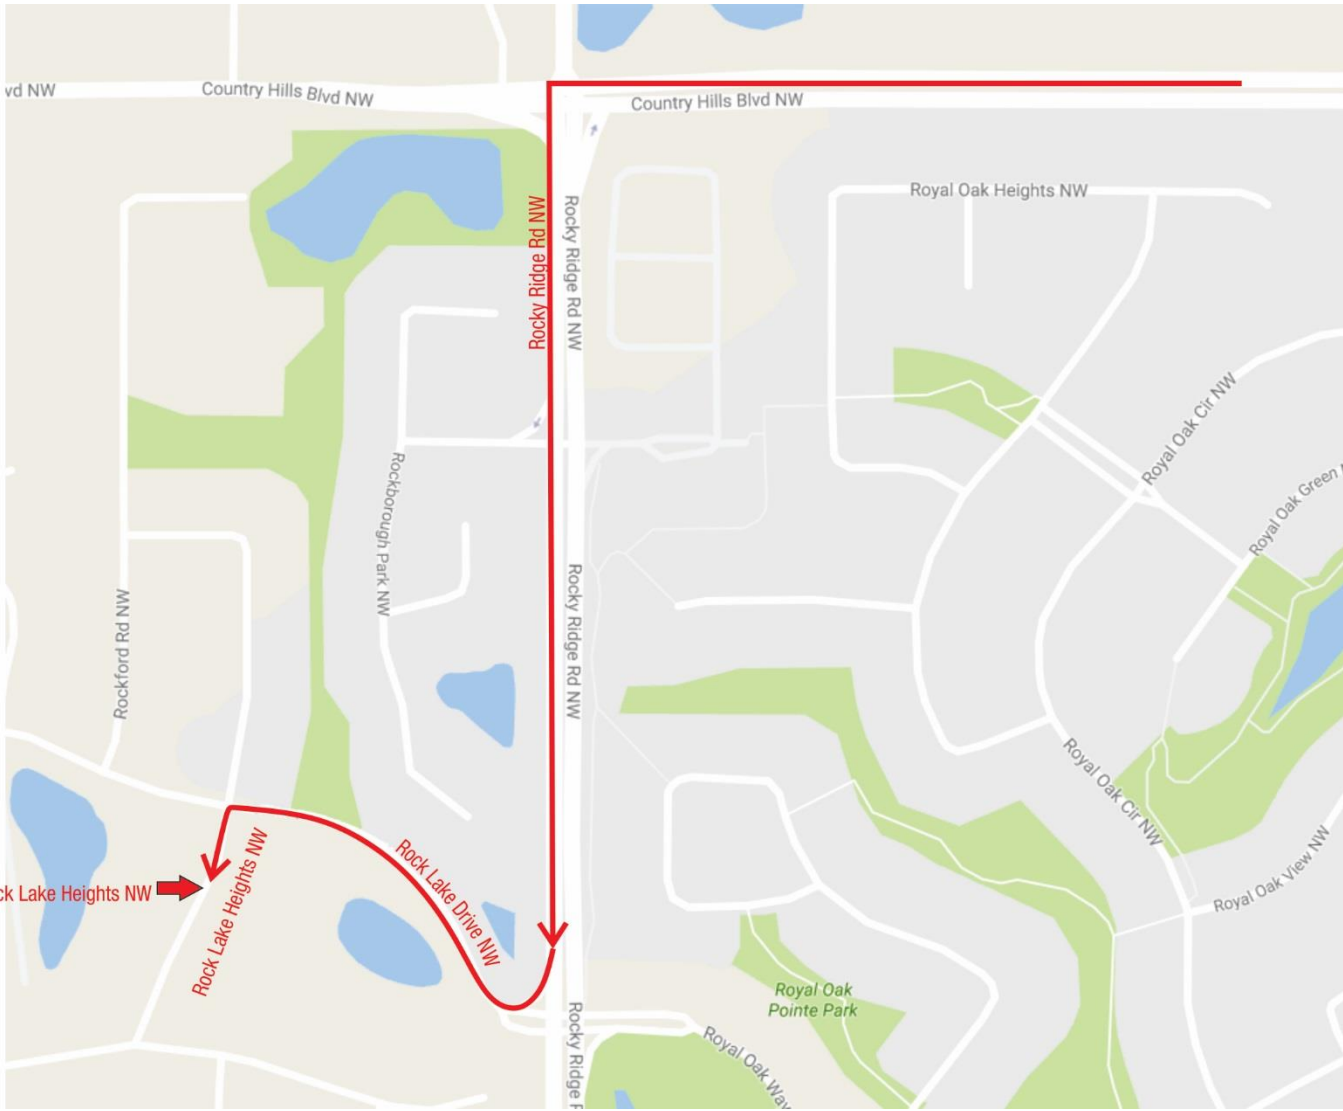 vd NW
Country Hills Blvd NW
Country Hills Blvd NW
Royal Oak Heights NW
Rocky Ridge Rd NW
Rocky Ridge Rd NW
Royal Oak Cir NW
Rockborough Park NW
Royal Oak Green
Rockford Rd NW
Rocky Ridge Rd NW
Royal Oak Cir NW
Rock Lake Drive NW
Rock Lake Heights NW
ck Lake Heights NW
Royal Oak View NW
Royal Oak
Pointe Park
Rocky Ridge R
Royal Oak Way